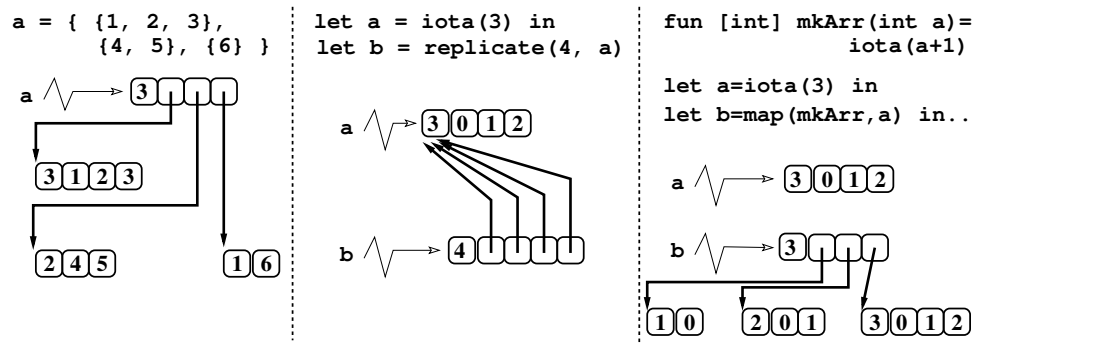 a = { {1, 2, 3},
{4, 5}, {6} }
a 3
3 1 2 3
2 4 5
1 6
let a = iota(3) in
let b = replicate(4, a)
a 3 0 1 2
b 4
fun [int] mkArr(int a)=
iota(a+1)
let a=iota(3) in
let b=map(mkArr,a) in..
a 3 0 1 2
b 3
1 0
2 0 1
3 0 1 2